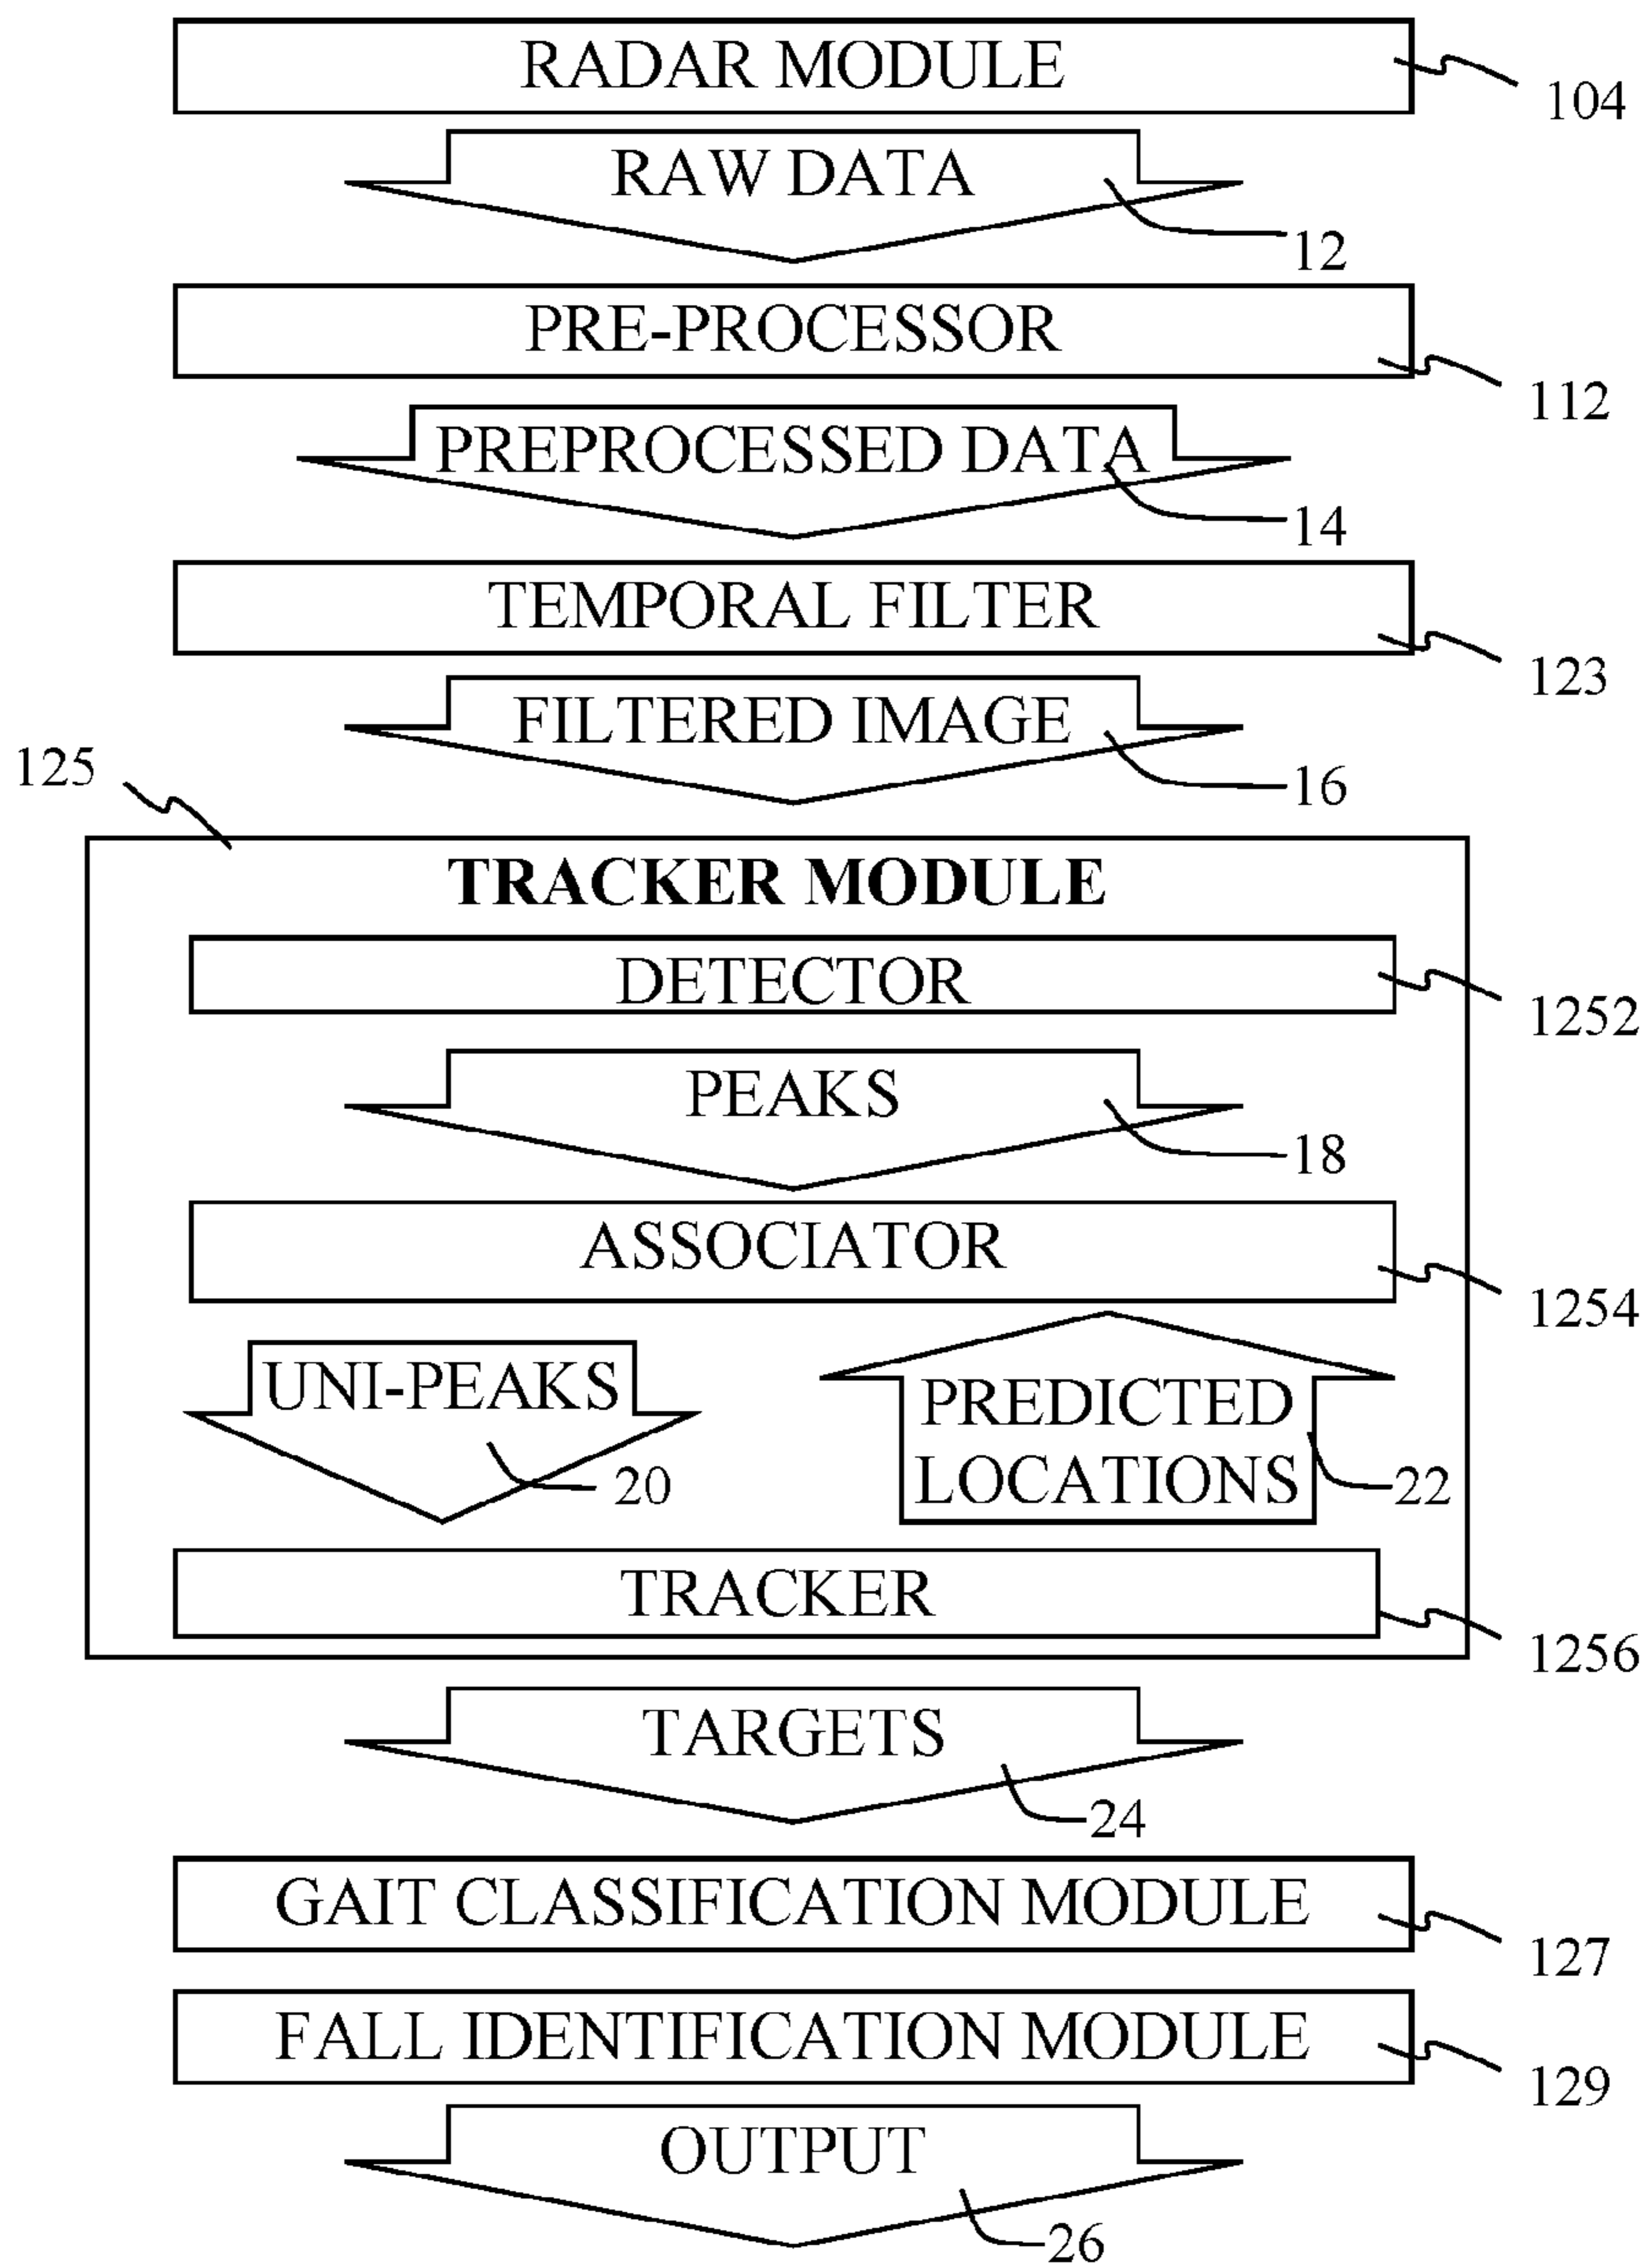 RADAR MODULE
104
RAW DATA
12
PRE-PROCESSOR
112
PREPROCESSED DATA
14
TEMPORAL FILTER
123
FILTERED IMAGE
16
125
TRACKER MODULE
DETECTOR
1252
PEAKS
18
ASSOCIATOR
1254
UNI-PEAKS
20
PREDICTED
LOCATIONS
22
TRACKER
1256
TARGETS
24
GAIT CLASSIFICATION MODULE
127
FALL IDENTIFICATION MODULE
129
OUTPUT
26